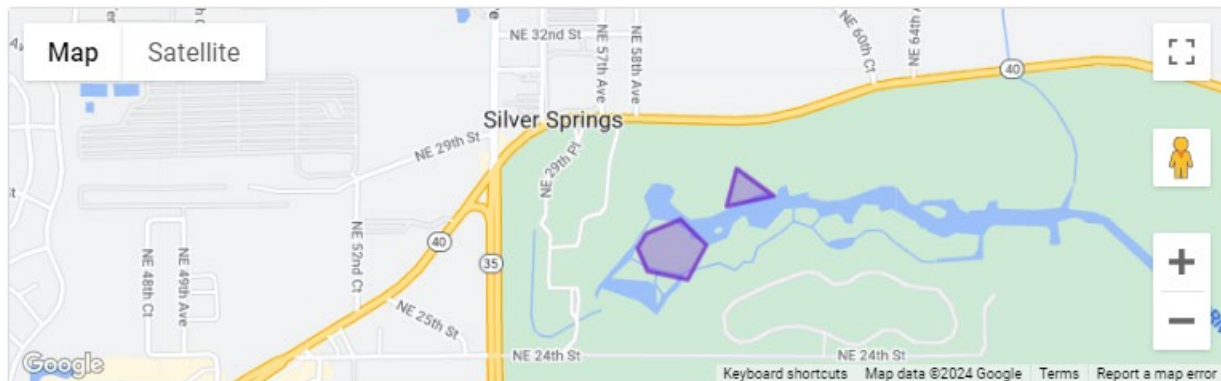 Map
Satellite
NE 32nd St
NE 57th Ave
NE 58th Ave
NE 60th Ct
NE 64th A
40
Silver Springs
NE 29th St
NE 29th Pl
NE 52nd Ct
40
35
NE 48th Ct
NE 49th Ave
NE 25th St
NE 24th St
NE 24th St
Google
Keyboard shortcuts
Map data ©2024 Google
Terms
Report a map error